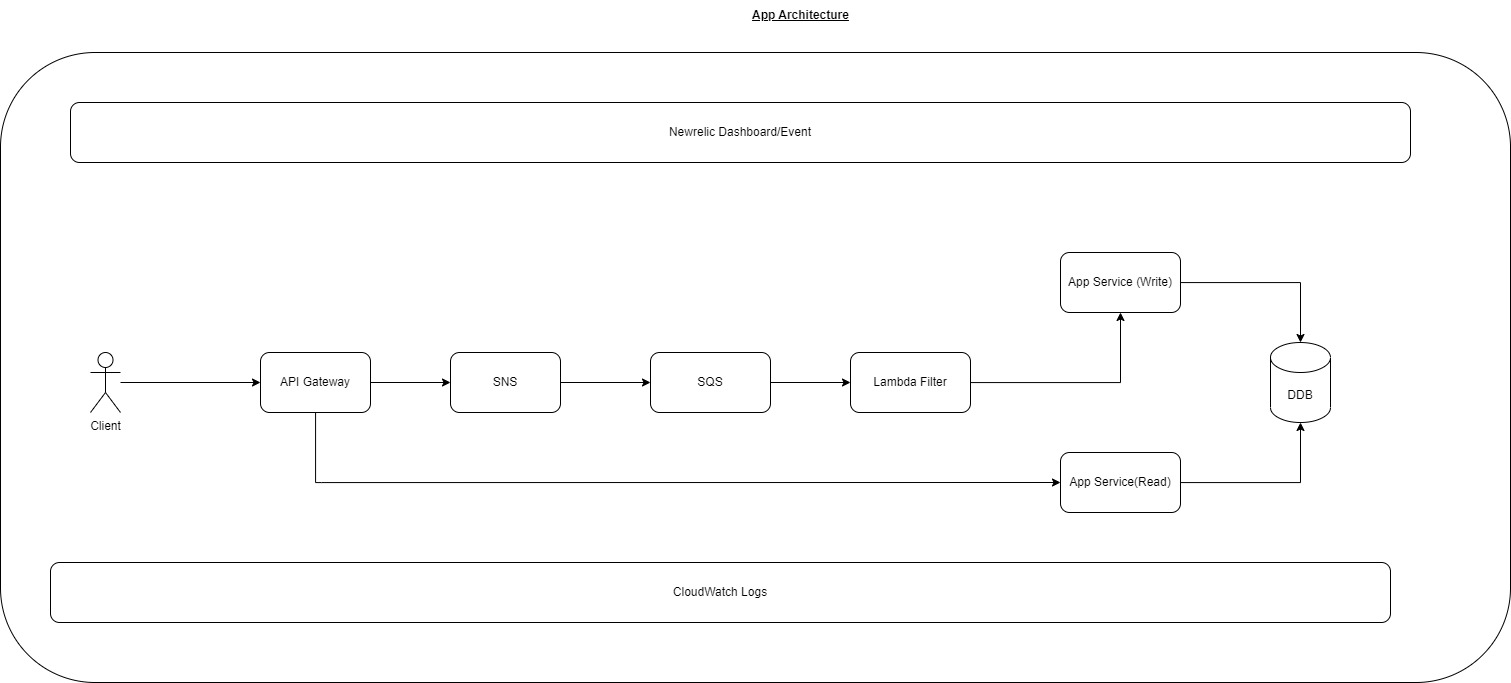 App Architecture
Newrelic Dashboard/Event
App Service (Write)
Client
API Gateway
SNS
SQS
Lambda Filter
DDB
App Service(Read)
CloudWatch Logs